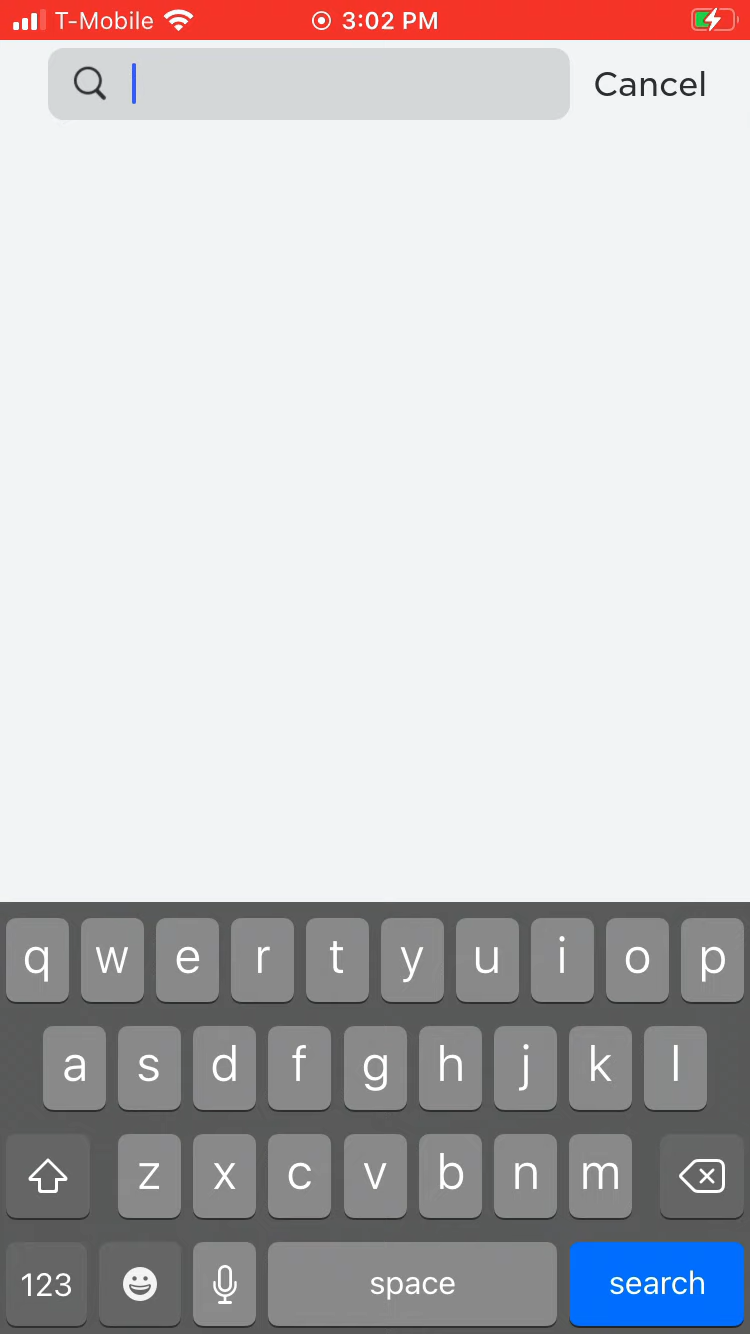 T-Mobile 3:02 PM
Cancel
q w e r t y u i o p
a s d f g h j k l
z x c v b n m
123 space search